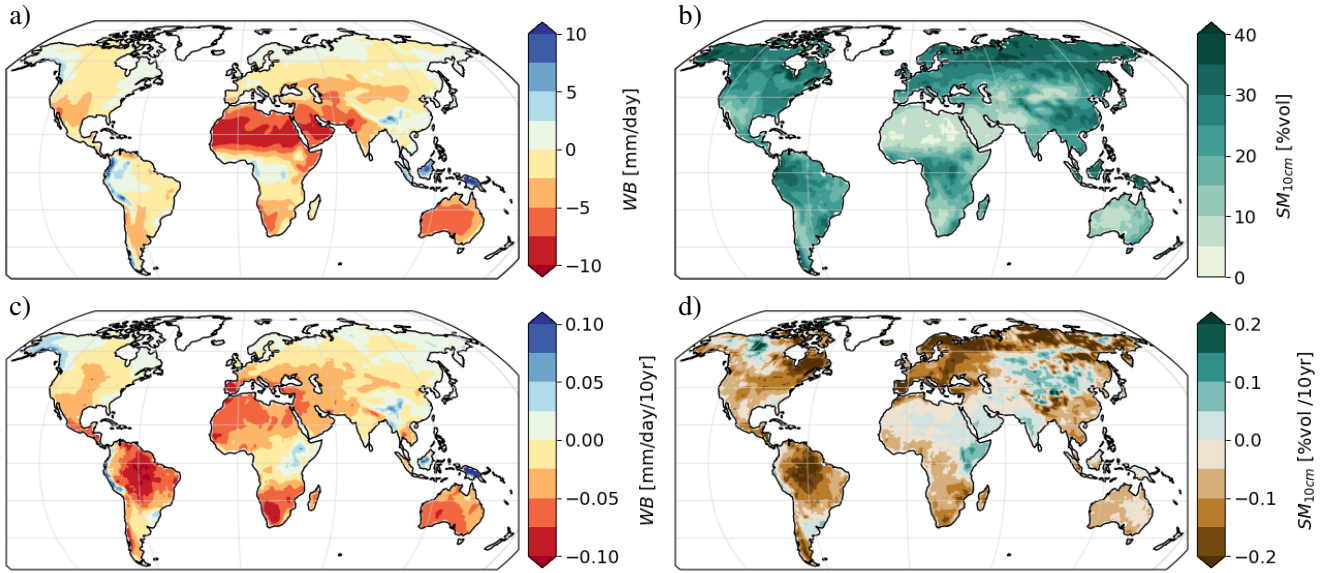 a)
10
5
0
−5
−10
WB [mm/day]
b)
40
30
20
10
0
SM10cm [%vol]
c)
0.10
0.05
0.00
−0.05
−0.10
WB [mm/day/10yr]
d)
0.2
0.1
0.0
−0.1
−0.2
SM10cm [%vol /10yr]